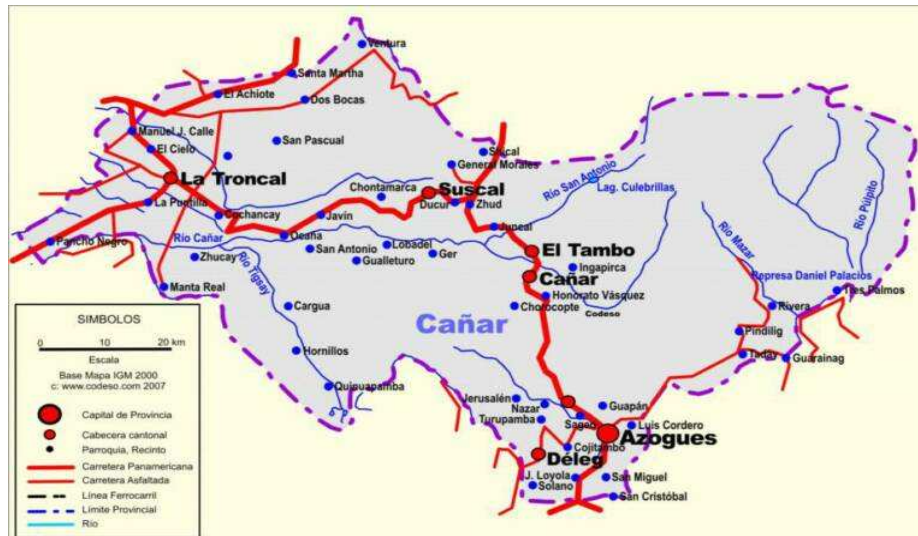 Ventura
Santa Martha
El Achiote
Dos Bocas
Manuel J. Calle
El Cielo
San Pascual
Siscal
General Morales
La Troncal
Chontamarca
Suscal
Río San Antonio
Lag. Culebrillas
Ducur
Zhud
La Puntilla
Cochancay
Javín
Juncal
Río Púlpito
Pancho Negro
Río Cañar
Ocaña
San Antonio
Lobadel
Ger
El Tambo
Río Mazar
Zhucay
Gualleturo
Ingapirca
Río Tigsay
Cañar
Represa Daniel Palacios
Manta Real
Honorato Vásquez
Tres Palmos
Cargua
Chorocopte
Codeso
Rivera
Cañar
Pindilig
Hornillos
Taday
Guarainag
Quinuapamba
Jerusalén
Nazar
Guapán
Turupamba
Sageo
Luis Cordero
Azogues
Cojitambo
Déleg
J. Loyola
San Miguel
Solano
San Cristóbal
SIMBOLOS
0 10 20 km
Escala
Base Mapa IGM 2000
c: www.codeso.com 2007
Capital de Provincia
Cabecera cantonal
Parroquia, Recinto
Carretera Panamericana
Carretera Asfaltada
Línea Ferrocarril
Límite Provincial
Río